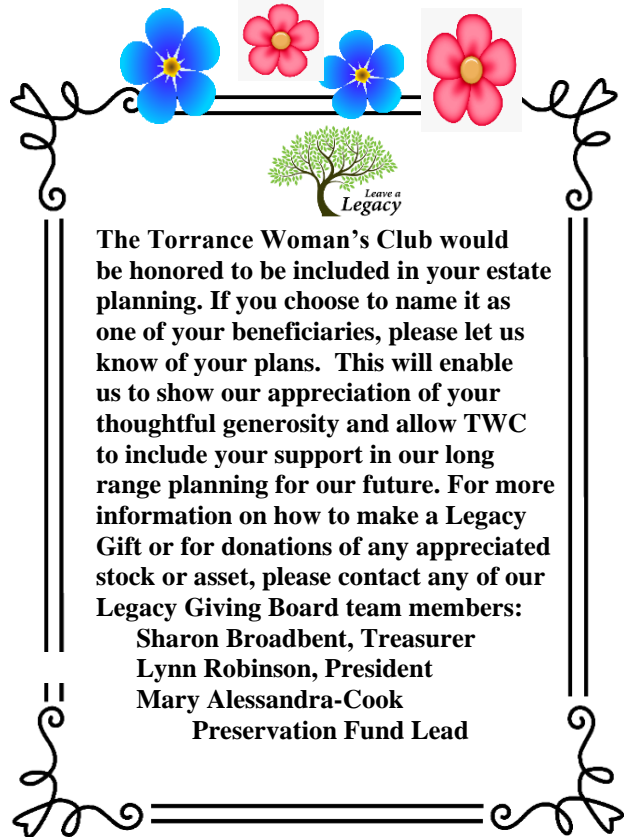 Leave a
Legacy
The Torrance Woman’s Club would
be honored to be included in your estate
planning. If you choose to name it as
one of your beneficiaries, please let us
know of your plans.  This will enable
us to show our appreciation of your
thoughtful generosity and allow TWC
to include your support in our long
range planning for our future. For more
information on how to make a Legacy
Gift or for donations of any appreciated
stock or asset, please contact any of our
Legacy Giving Board team members:
Sharon Broadbent, Treasurer
Lynn Robinson, President
Mary Alessandra-Cook
Preservation Fund Lead